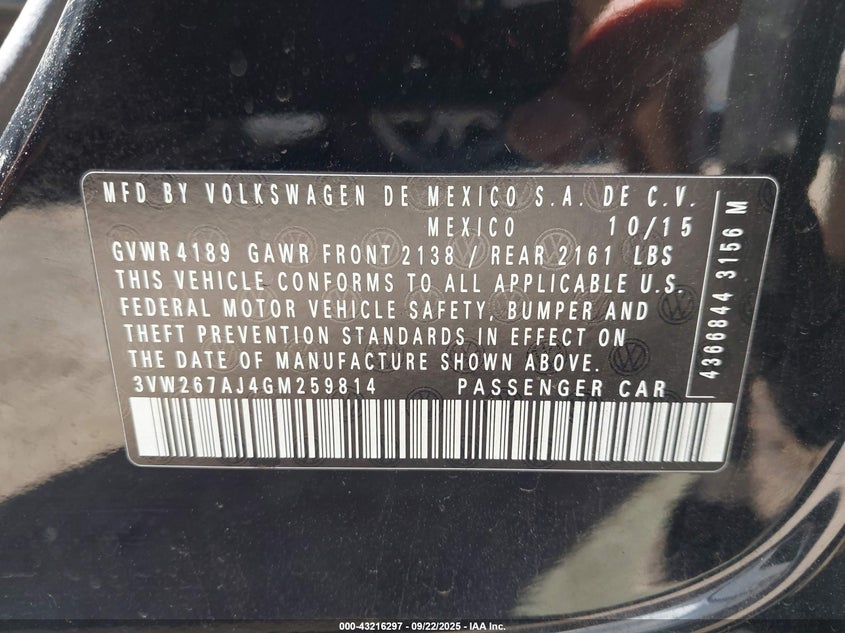 MFD BY VOLKSWAGEN DE MEXICO S.A. DE C.V.
MEXICO 10/15
GVWR 4189 GAWR FRONT 2138 / REAR 2161 LBS
THIS VEHICLE CONFORMS TO ALL APPLICABLE U.S.
FEDERAL MOTOR VEHICLE SAFETY, BUMPER AND
THEFT PREVENTION STANDARDS IN EFFECT ON
THE DATE OF MANUFACTURE SHOWN ABOVE.
3VW267AJ4GM259814 PASSENGER CAR
4366844 3156 M
000-43216297 - 09/22/2025 - IAA Inc.